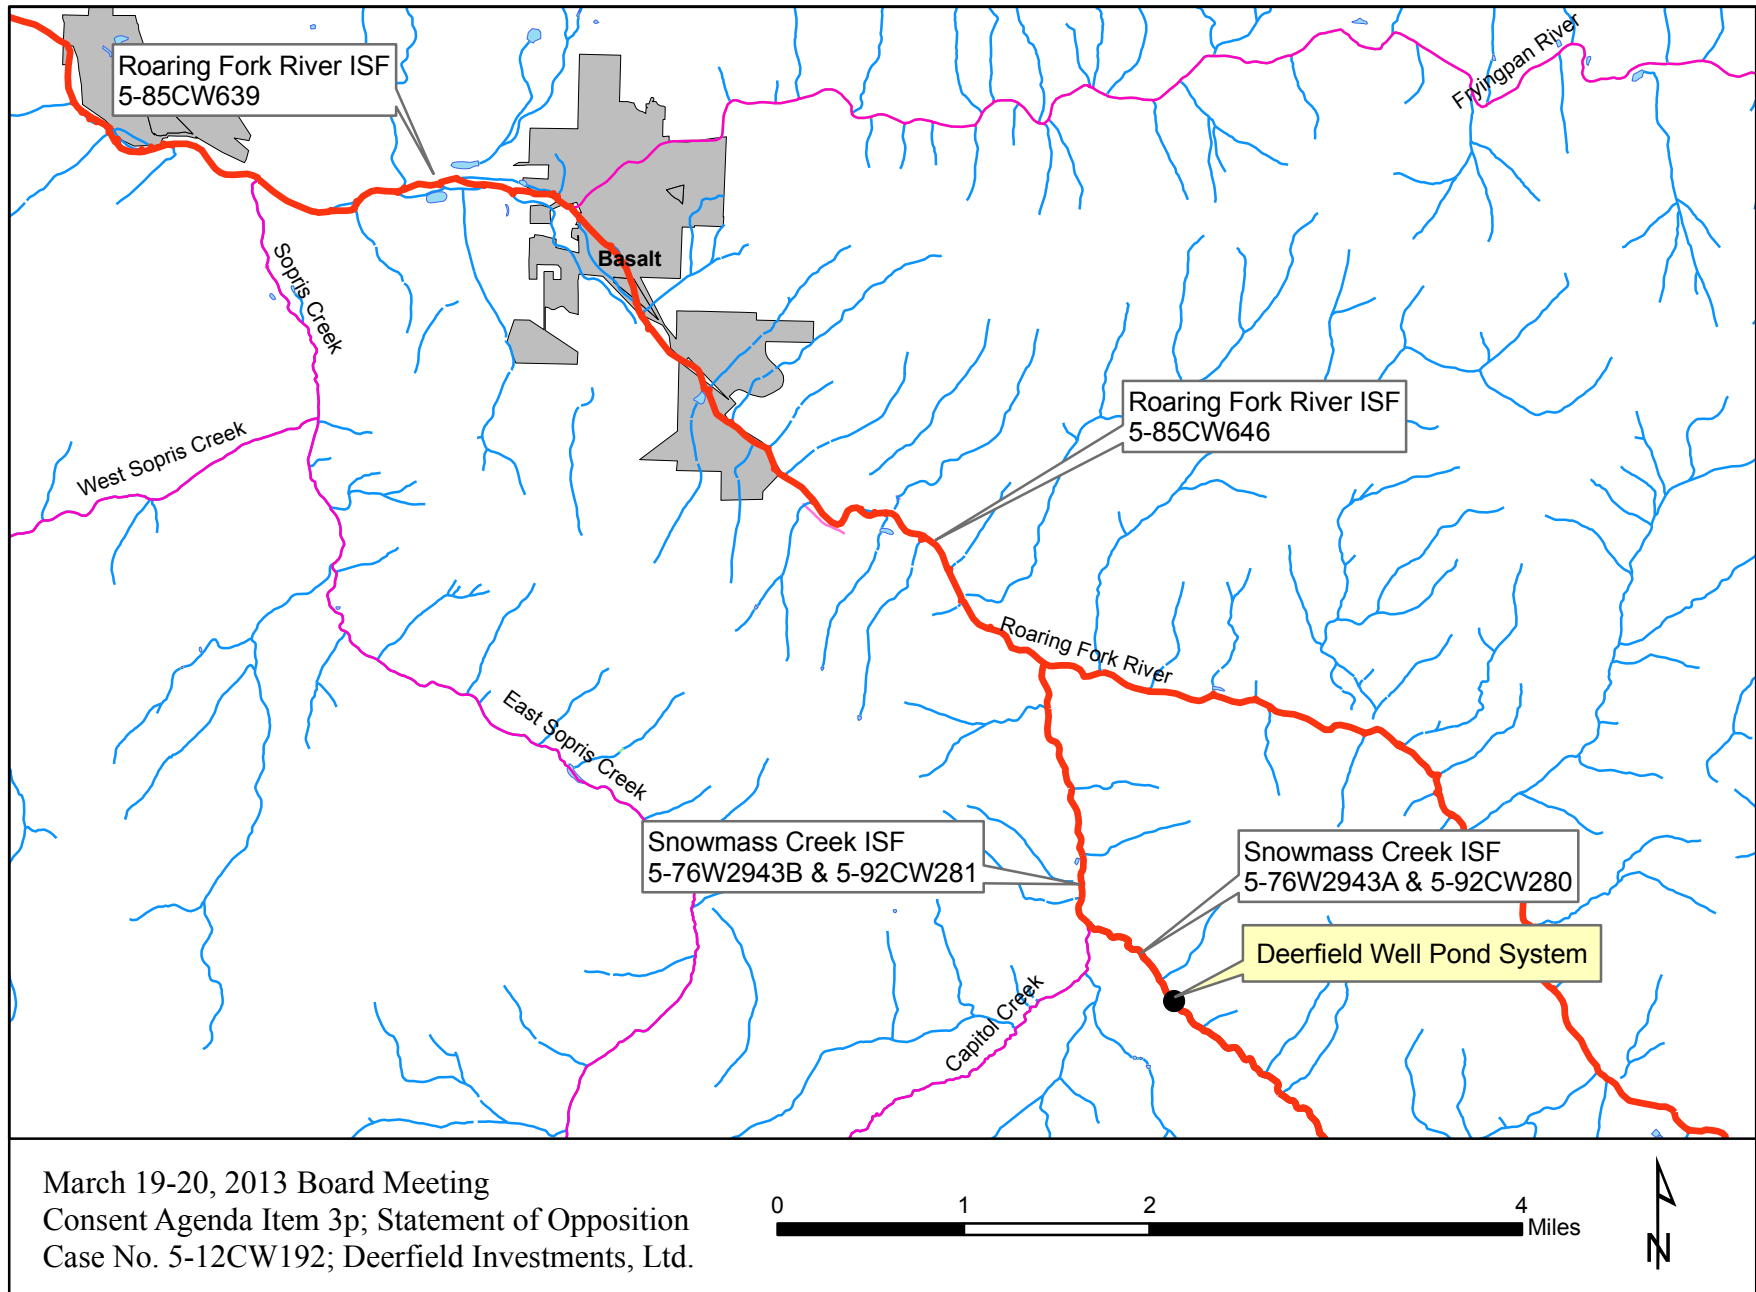 Roaring Fork River ISF
5-85CW639
Fryingpan River
Basalt
Sopris Creek
West Sopris Creek
Roaring Fork River ISF
5-85CW646
Roaring Fork River
East Sopris Creek
Snowmass Creek ISF
5-76W2943B & 5-92CW281
Snowmass Creek ISF
5-76W2943A & 5-92CW280
Deerfield Well Pond System
Capitol Creek
March 19-20, 2013 Board Meeting
Consent Agenda Item 3p; Statement of Opposition
Case No. 5-12CW192; Deerfield Investments, Ltd.
0 1 2 4
Miles
N